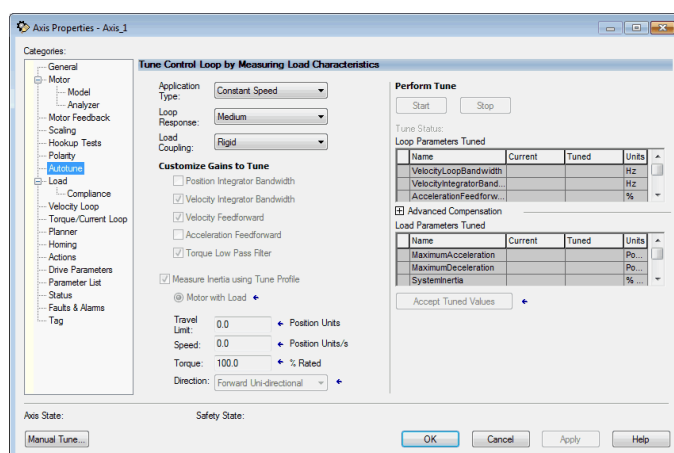 Axis Properties - Axis_1
Categories:
General
Motor
Model
Analyzer
Motor Feedback
Scaling
Hookup Tests
Polarity
Autotune
Load
Compliance
Velocity Loop
Torque/Current Loop
Planner
Homing
Actions
Drive Parameters
Parameter List
Status
Faults & Alarms
Tag
Tune Control Loop by Measuring Load Characteristics
Application Type: Constant Speed
Loop Response: Medium
Load Coupling: Rigid
Customize Gains to Tune
Position Integrator Bandwidth
Velocity Integrator Bandwidth
Velocity Feedforward
Acceleration Feedforward
Torque Low Pass Filter
Measure Inertia using Tune Profile
Motor with Load
Travel Limit: 0.0 Position Units
Speed: 0.0 Position Units/s
Torque: 100.0 % Rated
Direction: Forward Uni-directional
Perform Tune
Start Stop
Tune Status:
Loop Parameters Tuned
Name Current Tuned Units
VelocityLoopBandwidth Hz
VelocityIntegratorBand... Hz
AccelerationFeedforw... %
Advanced Compensation
Load Parameters Tuned
Name Current Tuned Units
MaximumAcceleration Po...
MaximumDeceleration Po...
SystemInertia % ...
Accept Tuned Values
Axis State: Safety State:
Manual Tune... OK Cancel Apply Help